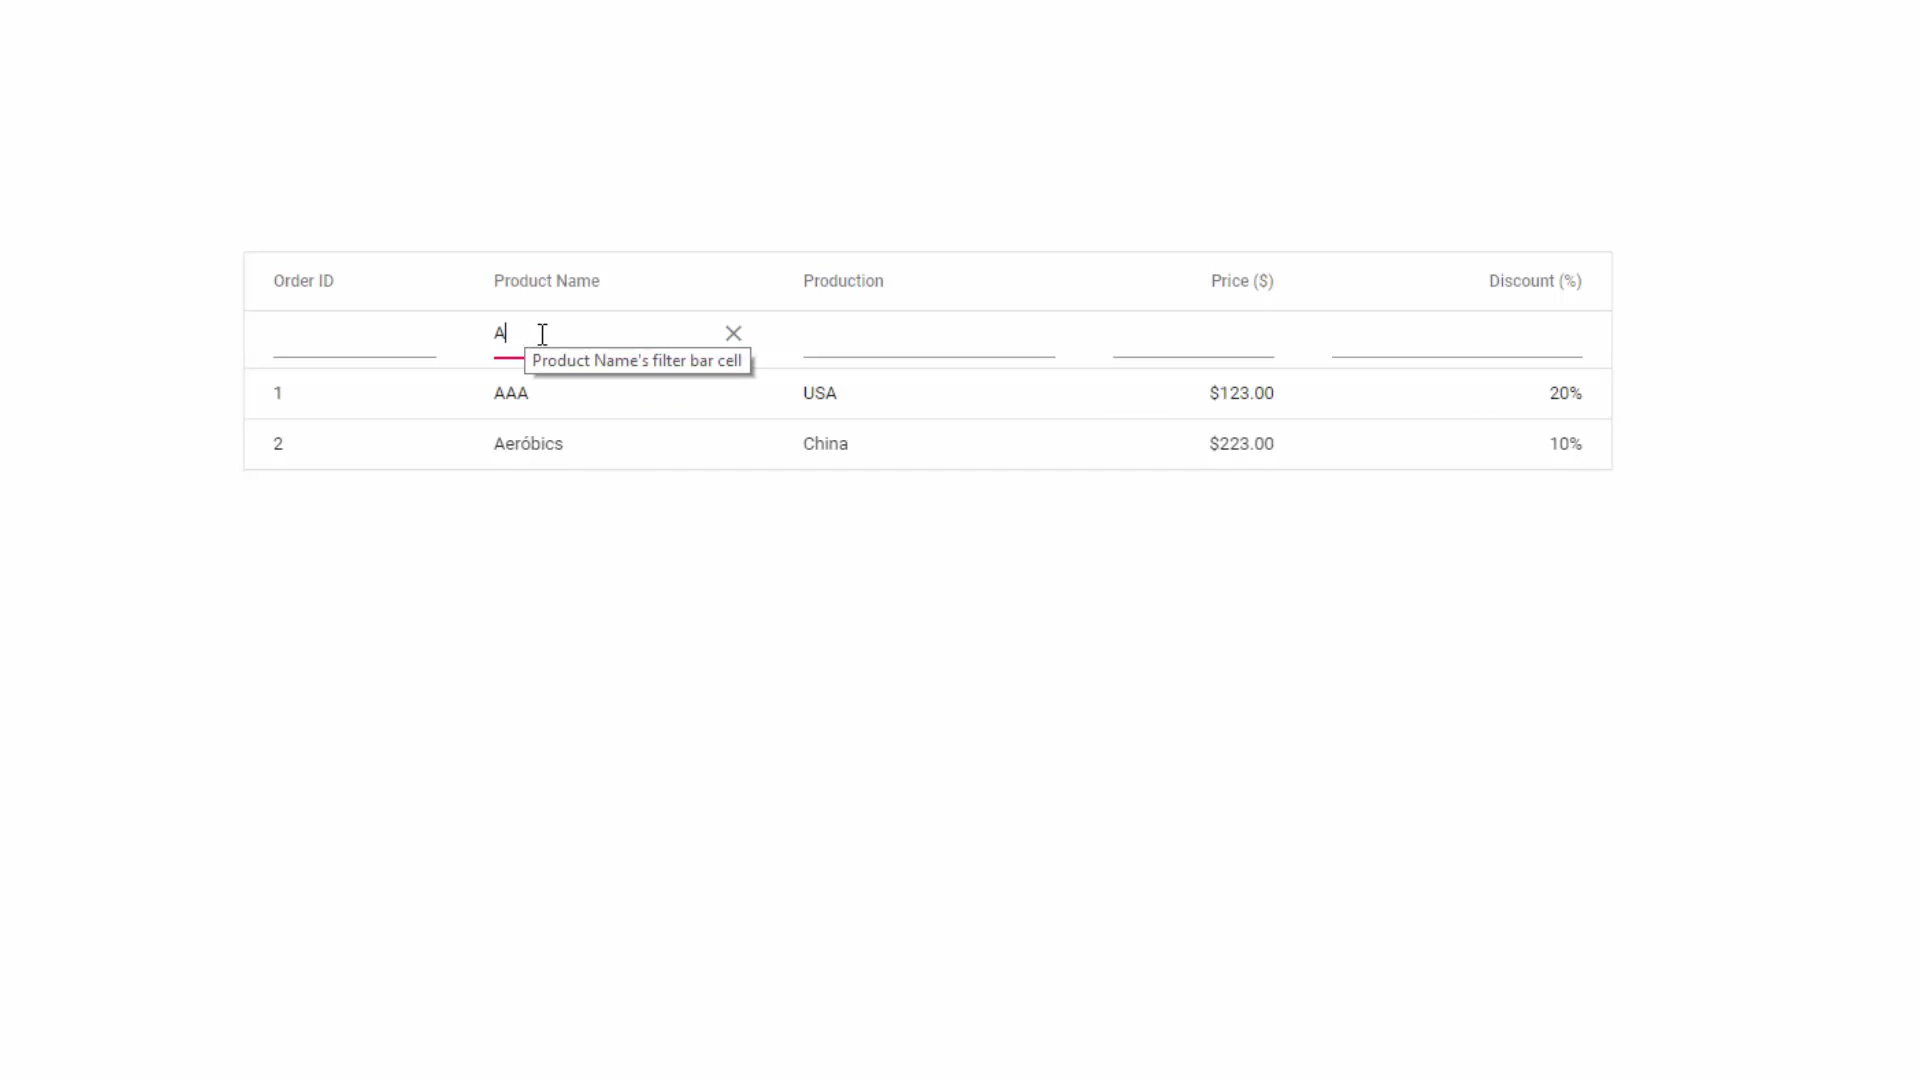 Order ID Product Name Production Price ($) Discount (%)
A
Product Name's filter bar cell
1 AAA USA $123.00 20%
2 Aeróbics China $223.00 10%